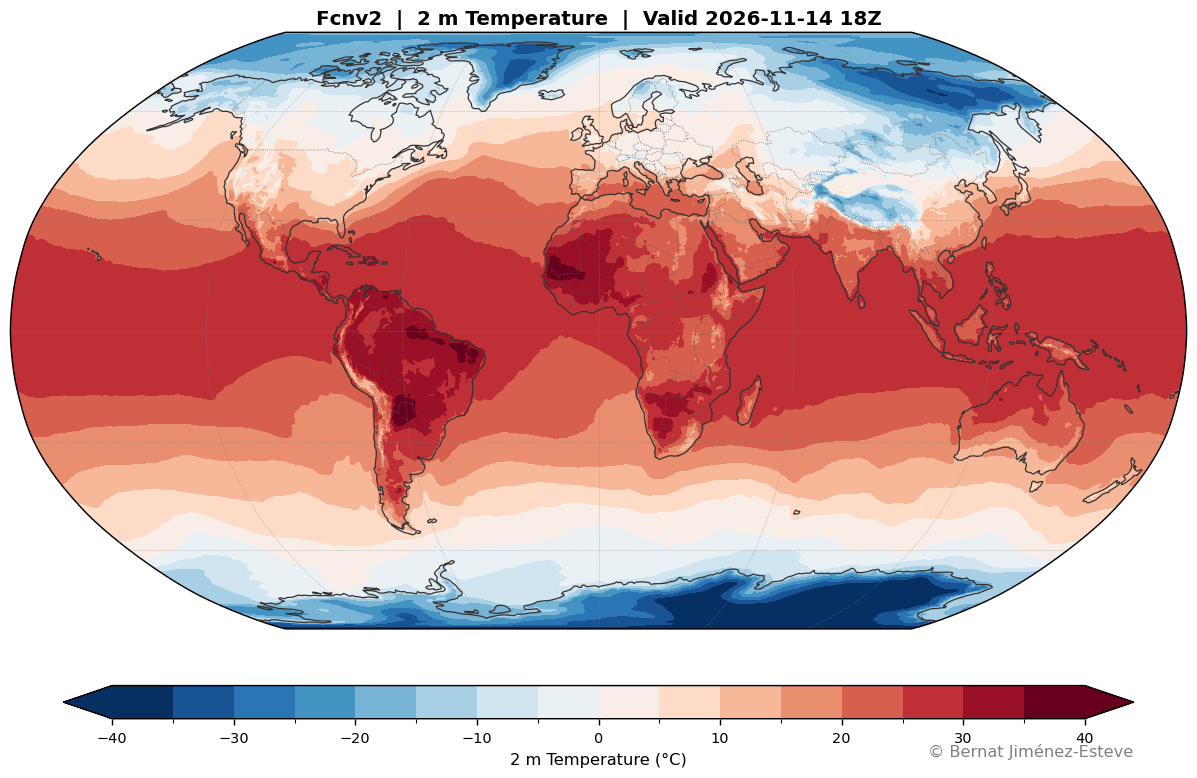 Fcnv2 | 2 m Temperature | Valid 2026-11-14 18Z
−40 −30 −20 −10 0 10 20 30 40
2 m Temperature (°C)
© Bernat Jiménez-Esteve